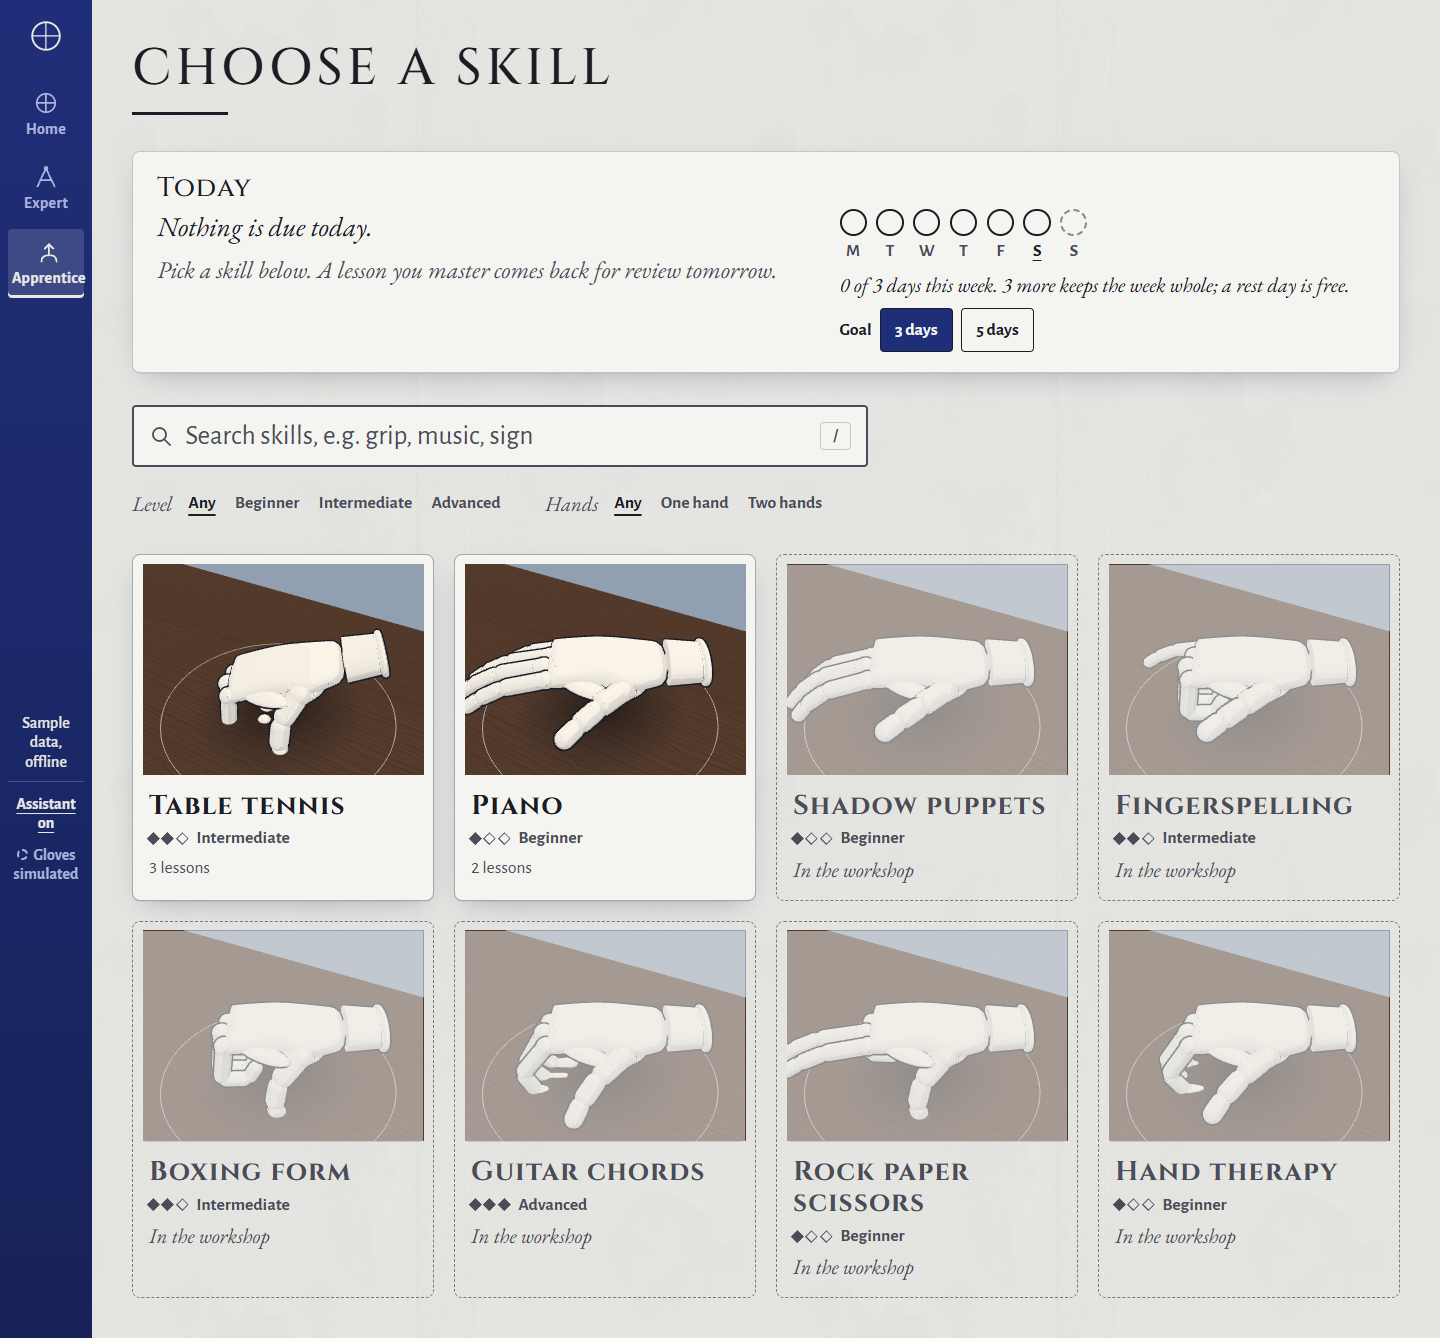 CHOOSE A SKILL
Home
Expert
Apprentice
Sample
data,
offline
Assistant
on
Gloves
simulated
TODAY
Nothing is due today.
Pick a skill below. A lesson you master comes back for review tomorrow.
M T W T F S S
0 of 3 days this week. 3 more keeps the week whole; a rest day is free.
Goal 3 days 5 days
Search skills, e.g. grip, music, sign /
Level Any Beginner Intermediate Advanced Hands Any One hand Two hands
TABLE TENNIS
Intermediate
3 lessons
PIANO
Beginner
2 lessons
SHADOW PUPPETS
Beginner
In the workshop
FINGERSPELLING
Intermediate
In the workshop
BOXING FORM
Intermediate
In the workshop
GUITAR CHORDS
Advanced
In the workshop
ROCK PAPER
SCISSORS
Beginner
In the workshop
HAND THERAPY
Beginner
In the workshop